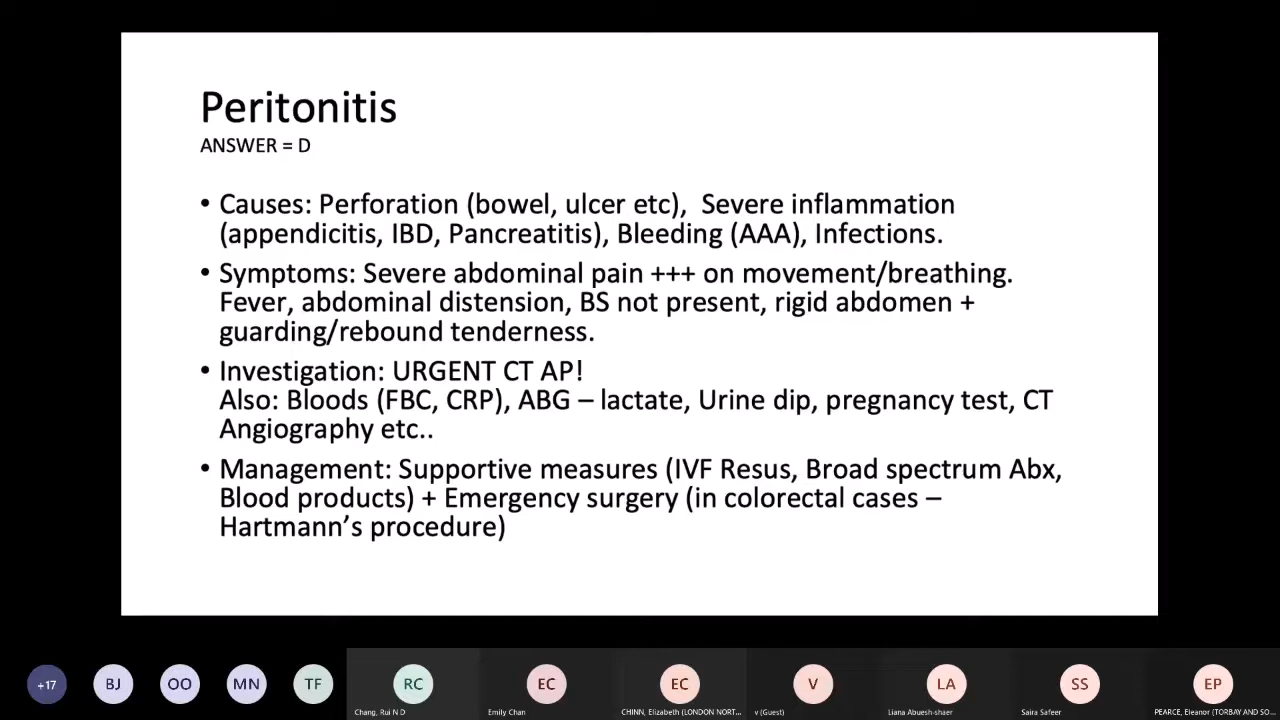 Peritonitis
ANSWER = D
• Causes: Perforation (bowel, ulcer etc),  Severe inflammation
(appendicitis, IBD, Pancreatitis), Bleeding (AAA), Infections.
• Symptoms: Severe abdominal pain +++ on movement/breathing.
Fever, abdominal distension, BS not present, rigid abdomen +
guarding/rebound tenderness.
• Investigation: URGENT CT AP!
Also: Bloods (FBC, CRP), ABG – lactate, Urine dip, pregnancy test, CT
Angiography etc..
• Management: Supportive measures (IVF Resus, Broad spectrum Abx,
Blood products) + Emergency surgery (in colorectal cases –
Hartmann’s procedure)
+17 BJ OO MN TF RC EC EC V LA SS EP
Chang, Rui N D Emily Chan CHINN, Elizabeth (LONDON NORT... v (Guest) Liana Abuesh-shaer Saira Safeer PEARCE, Eleanor (TORBAY AND SO...